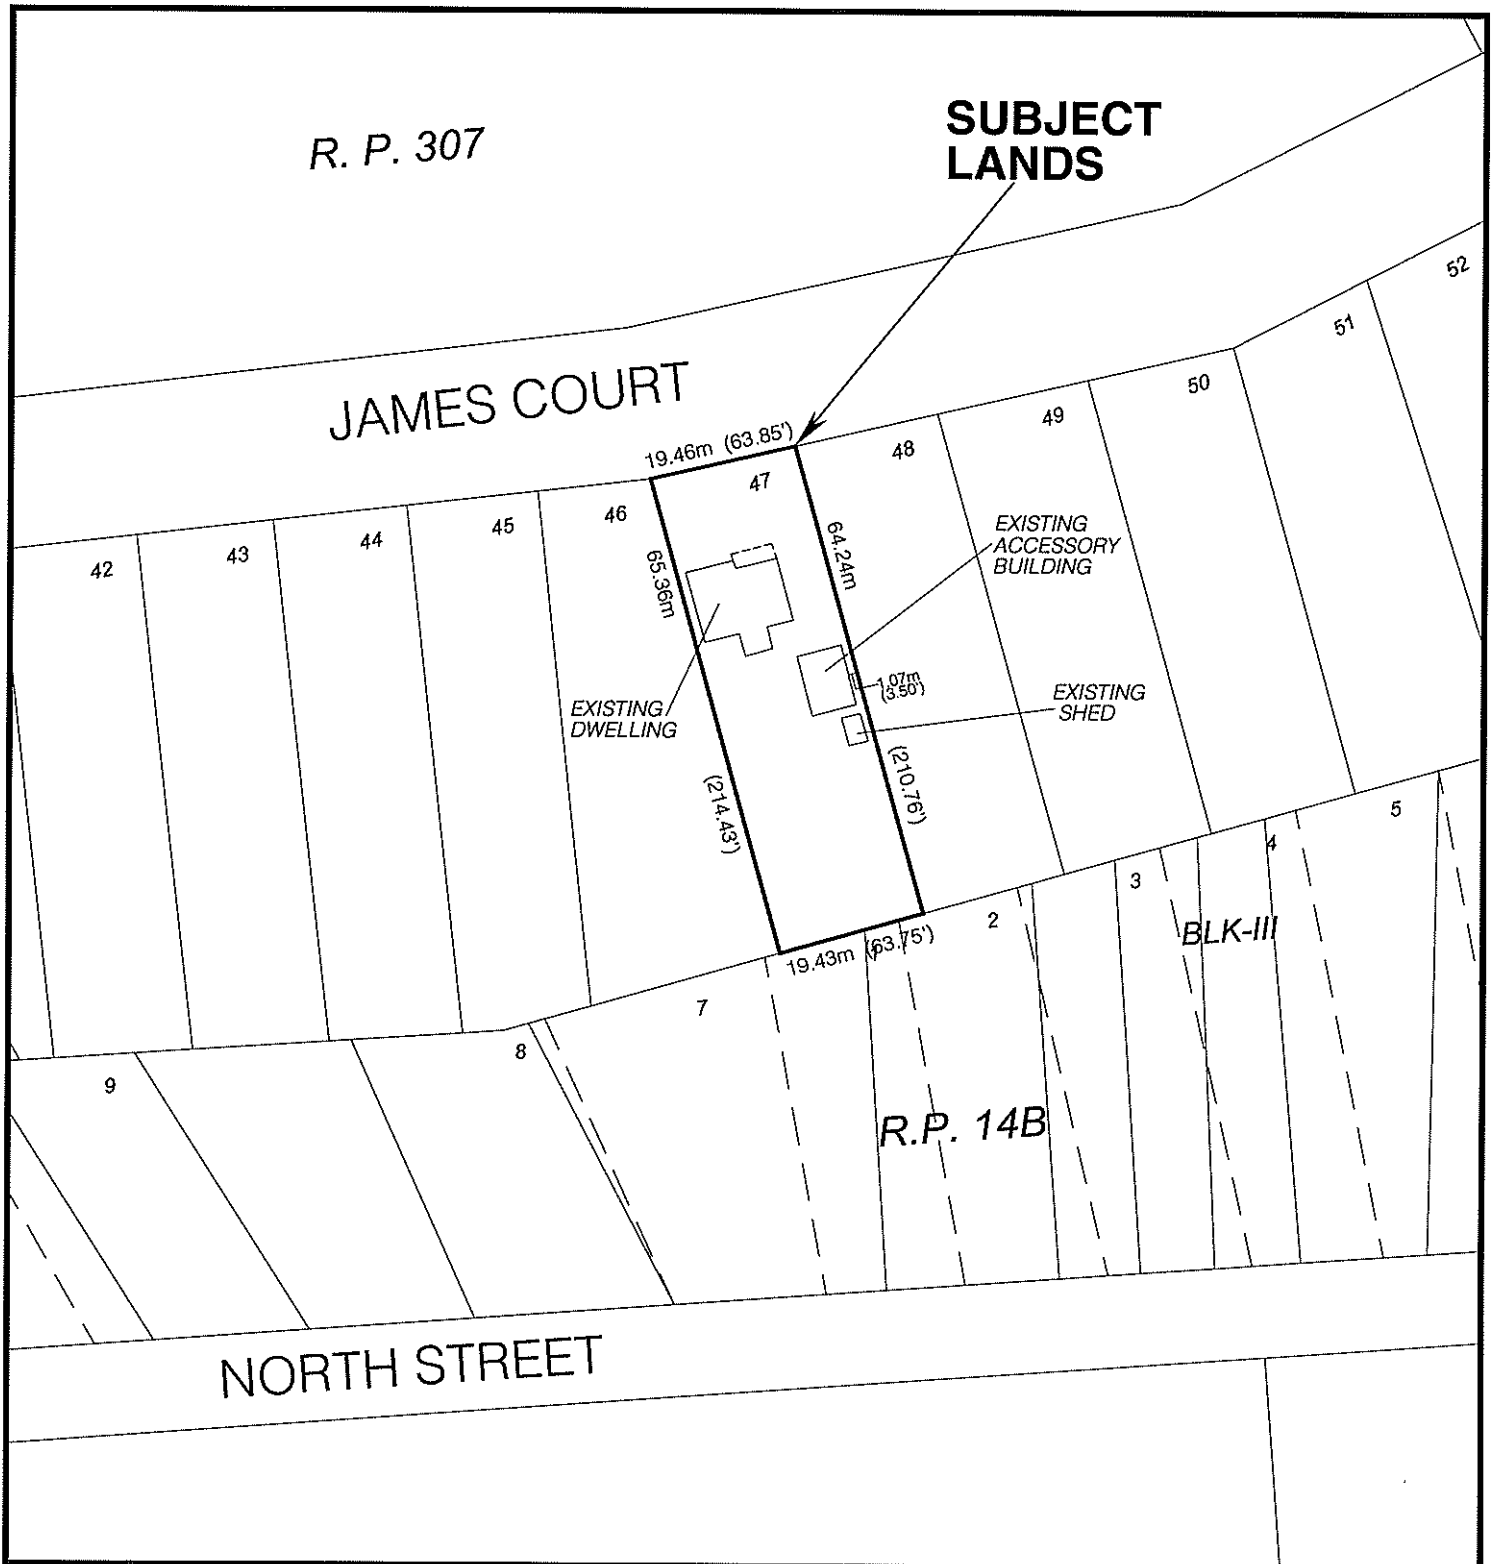 R. P. 307
SUBJECT
LANDS
JAMES COURT
19.46m (63.85')
52
51
50
49
48
47
46
45
44
43
42
EXISTING
ACCESSORY
BUILDING
64.24m
65.36m
1.07m
(3.50')
EXISTING
SHED
EXISTING
DWELLING
(214.43')
(210.76')
19.43m (63.75')
5
4
3
2
BLK-III
7
8
9
R.P. 14B
NORTH STREET